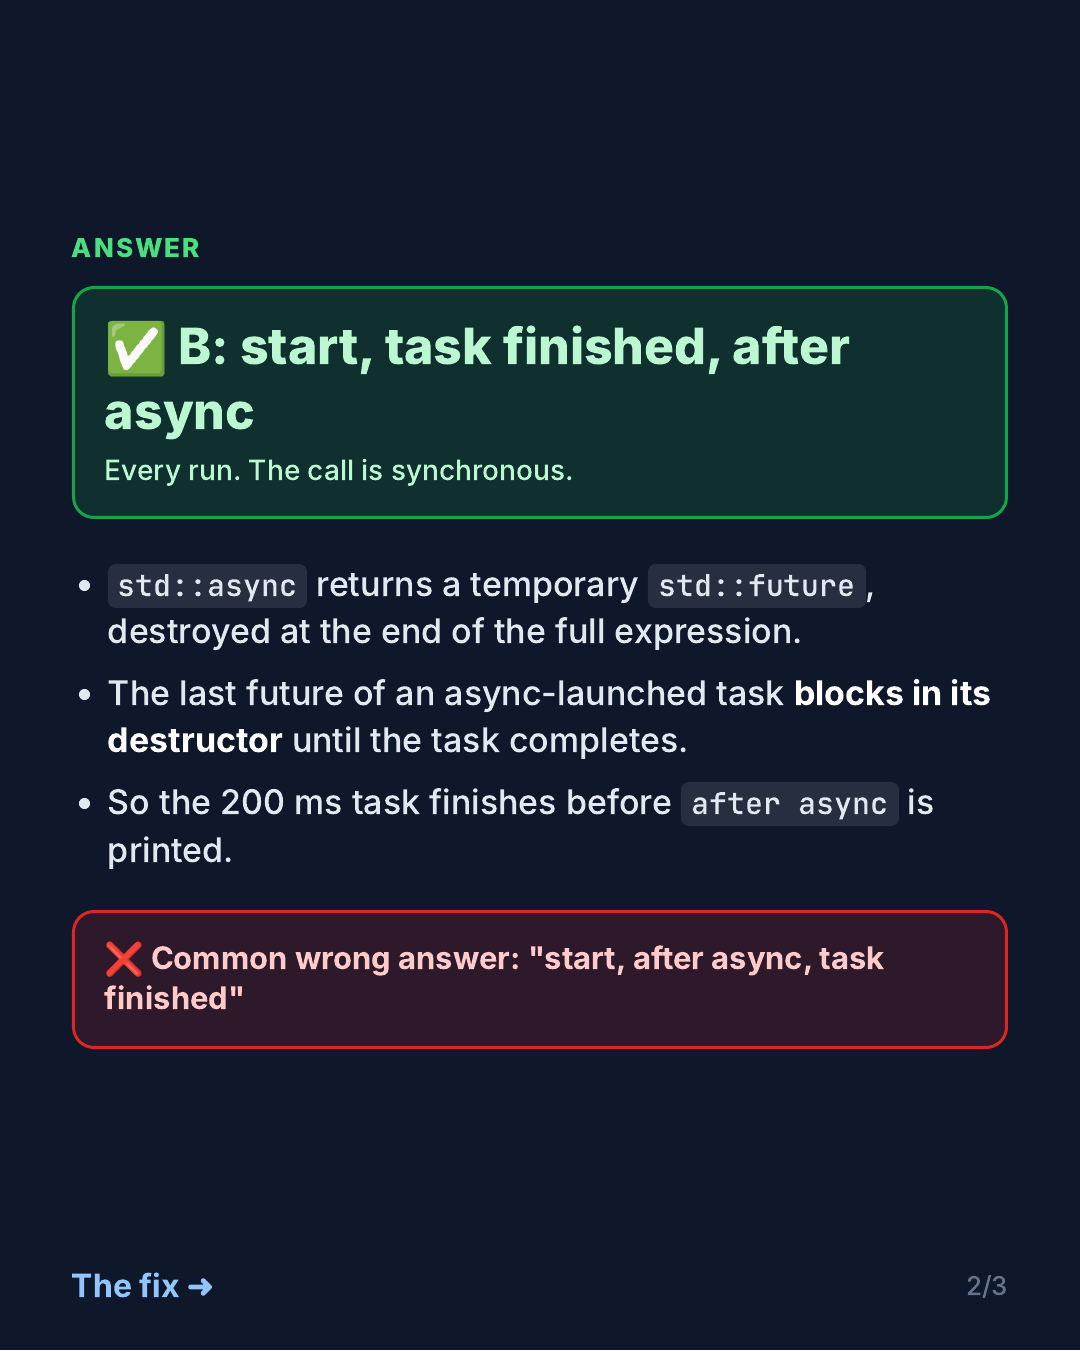 ANSWER
✅ B: start, task finished, after
async
Every run. The call is synchronous.
• std::async returns a temporary std::future,
destroyed at the end of the full expression.
• The last future of an async-launched task blocks in its
destructor until the task completes.
• So the 200 ms task finishes before after async is
printed.
❌ Common wrong answer: "start, after async, task
finished"
The fix ➜
2/3